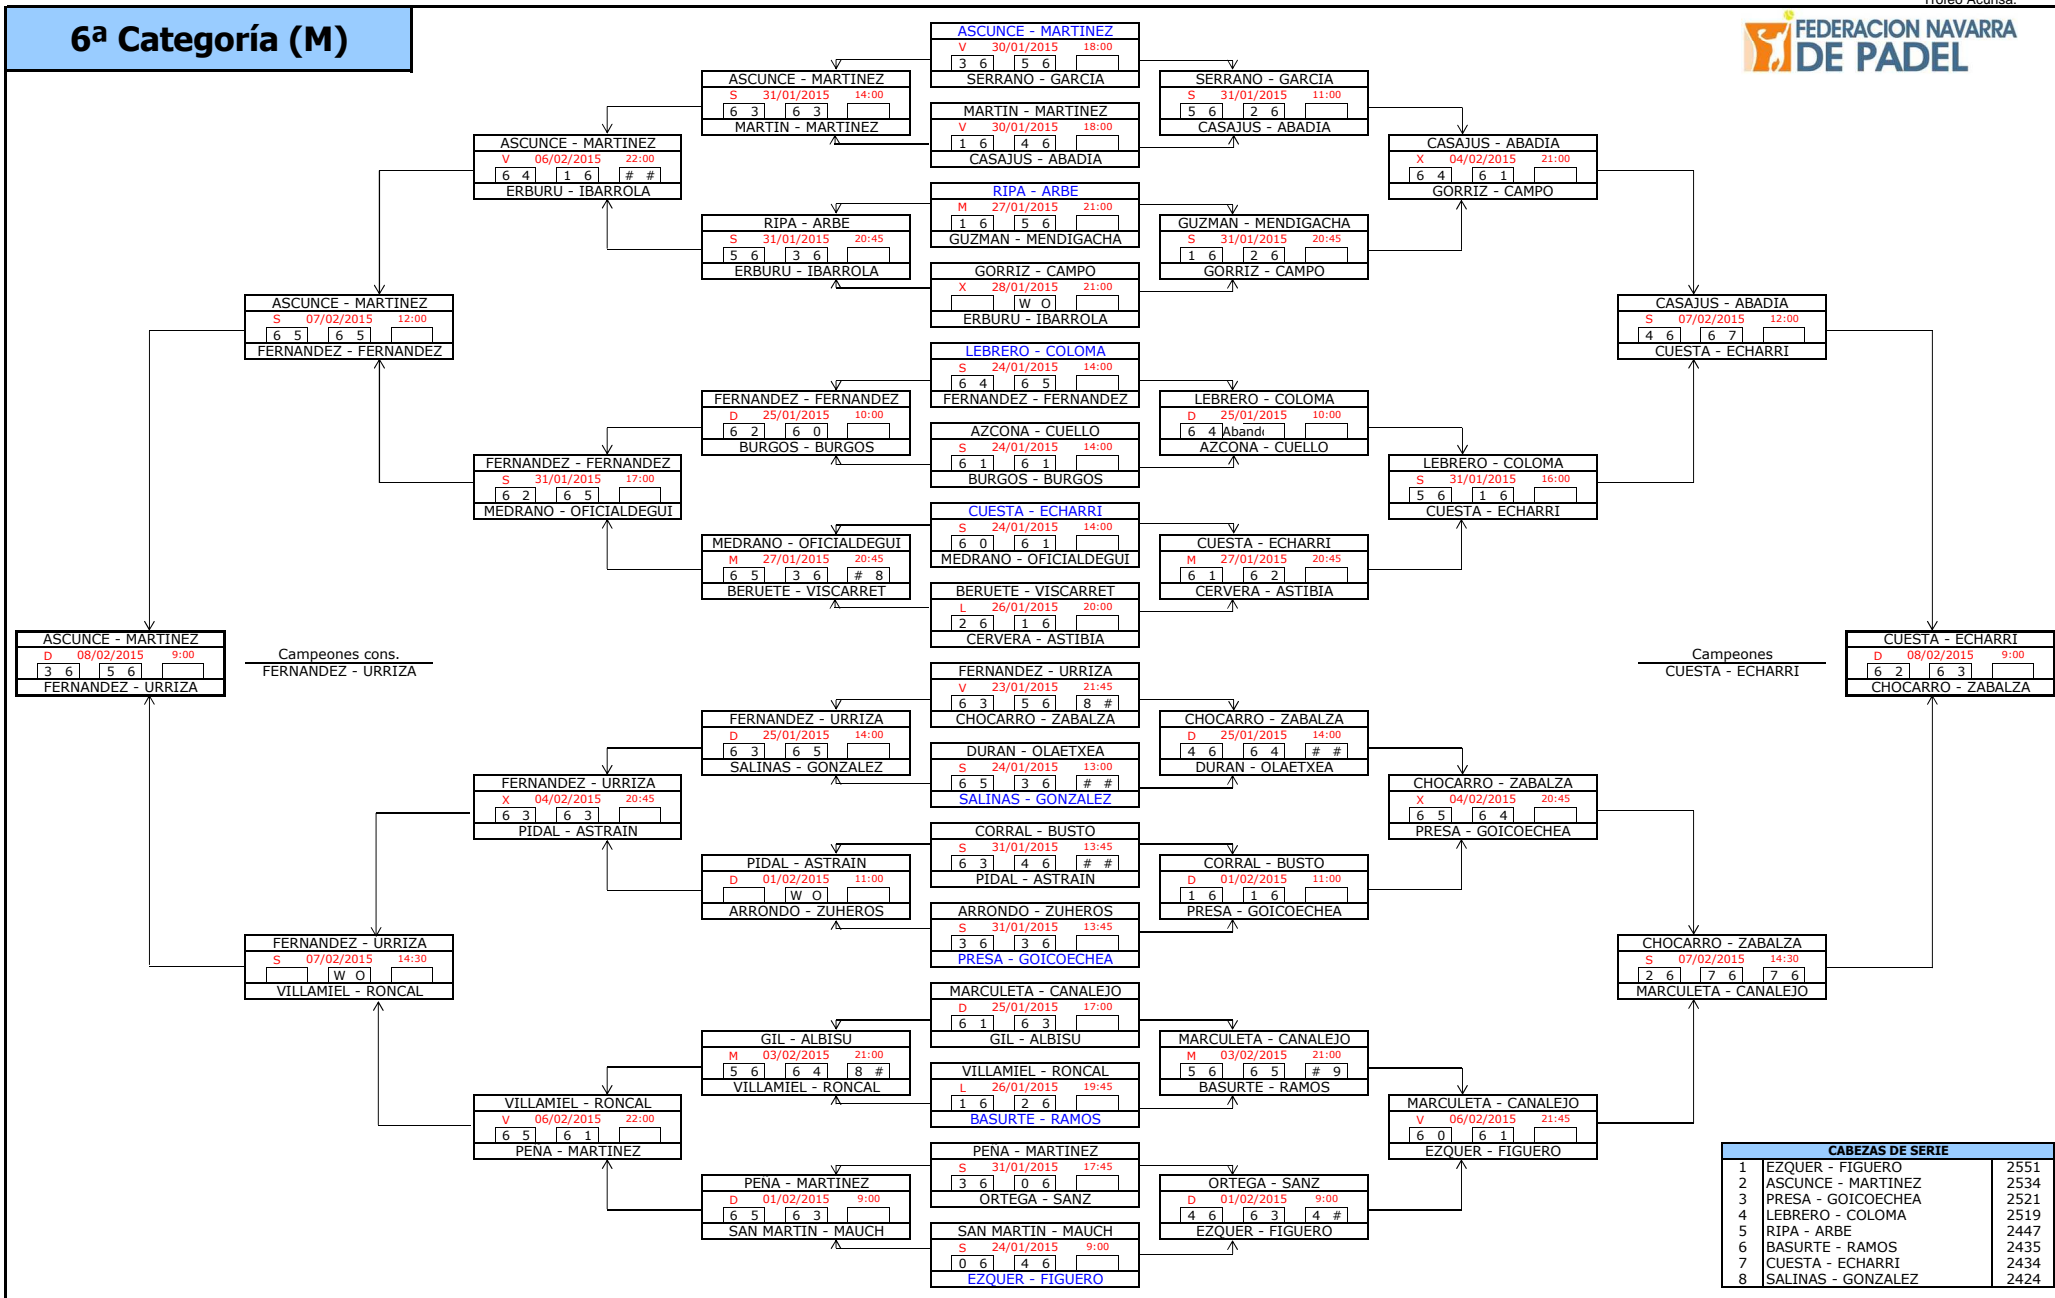 Trofeo Acunsa.
6ª Categoría (M)
FEDERACION NAVARRA
DE PADEL
ASCUNCE - MARTINEZ
V 30/01/2015 18:00
3 6 5 6
SERRANO - GARCIA
MARTIN - MARTINEZ
V 30/01/2015 18:00
1 6 4 6
CASAJUS - ABADIA
RIPA - ARBE
M 27/01/2015 21:00
1 6 5 6
GUZMAN - MENDIGACHA
GORRIZ - CAMPO
X 28/01/2015 21:00
W O
ERBURU - IBARROLA
LEBRERO - COLOMA
S 24/01/2015 14:00
6 4 6 5
FERNANDEZ - FERNANDEZ
AZCONA - CUELLO
S 24/01/2015 14:00
6 1 6 1
BURGOS - BURGOS
CUESTA - ECHARRI
S 24/01/2015 14:00
6 0 6 1
MEDRANO - OFICIALDEGUI
BERUETE - VISCARRET
L 26/01/2015 20:00
2 6 1 6
CERVERA - ASTIBIA
FERNANDEZ - URRIZA
V 23/01/2015 21:45
6 3 5 6 8 #
CHOCARRO - ZABALZA
DURAN - OLAETXEA
S 24/01/2015 13:00
6 5 3 6 # #
SALINAS - GONZALEZ
CORRAL - BUSTO
S 31/01/2015 13:45
6 3 4 6 # #
PIDAL - ASTRAIN
ARRONDO - ZUHEROS
S 31/01/2015 13:45
3 6 3 6
PRESA - GOICOECHEA
MARCULETA - CANALEJO
D 25/01/2015 17:00
6 1 6 3
GIL - ALBISU
VILLAMIEL - RONCAL
L 26/01/2015 19:45
1 6 2 6
BASURTE - RAMOS
PEÑA - MARTINEZ
S 31/01/2015 17:45
3 6 0 6
ORTEGA - SANZ
SAN MARTIN - MAUCH
S 24/01/2015 9:00
0 6 4 6
EZQUER - FIGUERO
ASCUNCE - MARTINEZ
S 31/01/2015 14:00
6 3 6 3
MARTIN - MARTINEZ
RIPA - ARBE
S 31/01/2015 20:45
5 6 3 6
ERBURU - IBARROLA
FERNANDEZ - FERNANDEZ
D 25/01/2015 10:00
6 2 6 0
BURGOS - BURGOS
MEDRANO - OFICIALDEGUI
M 27/01/2015 20:45
6 5 3 6 # 8
BERUETE - VISCARRET
FERNANDEZ - URRIZA
D 25/01/2015 14:00
6 3 6 5
SALINAS - GONZALEZ
PIDAL - ASTRAIN
D 01/02/2015 11:00
W O
ARRONDO - ZUHEROS
GIL - ALBISU
M 03/02/2015 21:00
5 6 6 4 8 #
VILLAMIEL - RONCAL
PEÑA - MARTINEZ
D 01/02/2015 9:00
6 5 6 3
SAN MARTIN - MAUCH
ASCUNCE - MARTINEZ
V 06/02/2015 22:00
6 4 1 6 # #
ERBURU - IBARROLA
FERNANDEZ - FERNANDEZ
S 31/01/2015 17:00
6 2 6 5
MEDRANO - OFICIALDEGUI
FERNANDEZ - URRIZA
X 04/02/2015 20:45
6 3 6 3
PIDAL - ASTRAIN
VILLAMIEL - RONCAL
V 06/02/2015 22:00
6 5 6 1
PEÑA - MARTINEZ
ASCUNCE - MARTINEZ
S 07/02/2015 12:00
6 5 6 5
FERNANDEZ - FERNANDEZ
FERNANDEZ - URRIZA
S 07/02/2015 14:30
W O
VILLAMIEL - RONCAL
ASCUNCE - MARTINEZ
D 08/02/2015 9:00
3 6 5 6
FERNANDEZ - URRIZA
Campeones cons.
FERNANDEZ - URRIZA
SERRANO - GARCIA
S 31/01/2015 11:00
5 6 2 6
CASAJUS - ABADIA
GUZMAN - MENDIGACHA
S 31/01/2015 20:45
1 6 2 6
GORRIZ - CAMPO
LEBRERO - COLOMA
D 25/01/2015 10:00
6 4 Aband
AZCONA - CUELLO
CUESTA - ECHARRI
M 27/01/2015 20:45
6 1 6 2
CERVERA - ASTIBIA
CHOCARRO - ZABALZA
D 25/01/2015 14:00
4 6 6 4 # #
DURAN - OLAETXEA
CORRAL - BUSTO
D 01/02/2015 11:00
1 6 1 6
PRESA - GOICOECHEA
MARCULETA - CANALEJO
M 03/02/2015 21:00
5 6 6 5 # 9
BASURTE - RAMOS
ORTEGA - SANZ
D 01/02/2015 9:00
4 6 6 3 4 #
EZQUER - FIGUERO
CASAJUS - ABADIA
X 04/02/2015 21:00
6 4 6 1
GORRIZ - CAMPO
LEBRERO - COLOMA
S 31/01/2015 16:00
5 6 1 6
CUESTA - ECHARRI
CHOCARRO - ZABALZA
X 04/02/2015 20:45
6 5 6 4
PRESA - GOICOECHEA
MARCULETA - CANALEJO
V 06/02/2015 21:45
6 0 6 1
EZQUER - FIGUERO
CASAJUS - ABADIA
S 07/02/2015 12:00
4 6 6 7
CUESTA - ECHARRI
CHOCARRO - ZABALZA
S 07/02/2015 14:30
2 6 7 6 7 6
MARCULETA - CANALEJO
Campeones
CUESTA - ECHARRI
CUESTA - ECHARRI
D 08/02/2015 9:00
6 2 6 3
CHOCARRO - ZABALZA
CABEZAS DE SERIE
1 EZQUER - FIGUERO 2551
2 ASCUNCE - MARTINEZ 2534
3 PRESA - GOICOECHEA 2521
4 LEBRERO - COLOMA 2519
5 RIPA - ARBE 2447
6 BASURTE - RAMOS 2435
7 CUESTA - ECHARRI 2434
8 SALINAS - GONZALEZ 2424